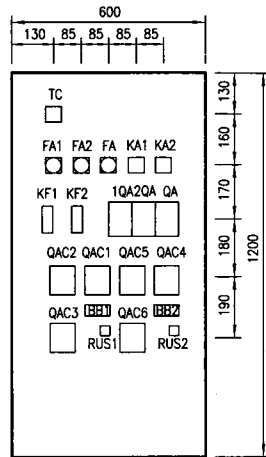 600
130 85 85 85 85
TC
130
160
FA1 FA2 FA KA1 KA2
170
KF1 KF2 1QA2QA QA
180
1200
QAC2 QAC1 QAC5 QAC4
190
QAC3 BB1 QAC6 BB2
RUS1 RUS2